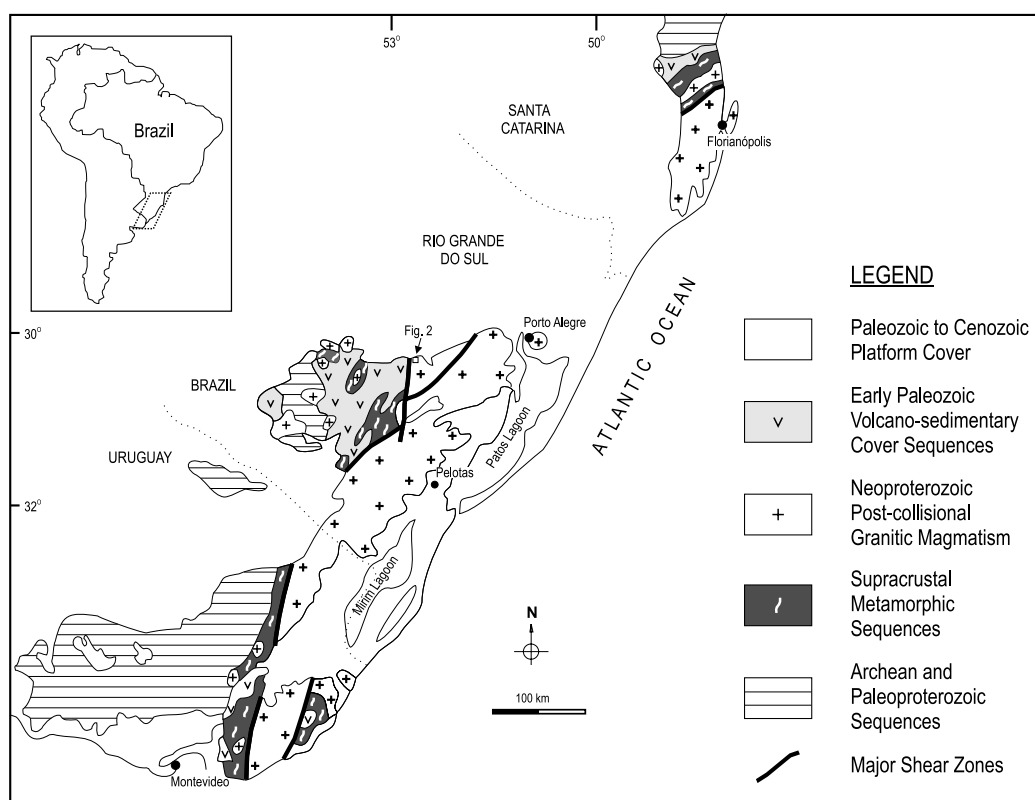 53°
50°
Brazil
SANTA
CATARINA
Florianópolis
RIO GRANDE
DO SUL
ATLANTIC OCEAN
30°
Fig. 2
Porto Alegre
BRAZIL
Patos Lagoon
URUGUAY
Pelotas
32°
Mirim Lagoon
N
100 km
Montevideo
LEGEND
Paleozoic to Cenozoic
Platform Cover
Early Paleozoic
Volcano-sedimentary
Cover Sequences
Neoproterozoic
Post-collisional
Granitic Magmatism
Supracrustal
Metamorphic
Sequences
Archean and
Paleoproterozoic
Sequences
Major Shear Zones